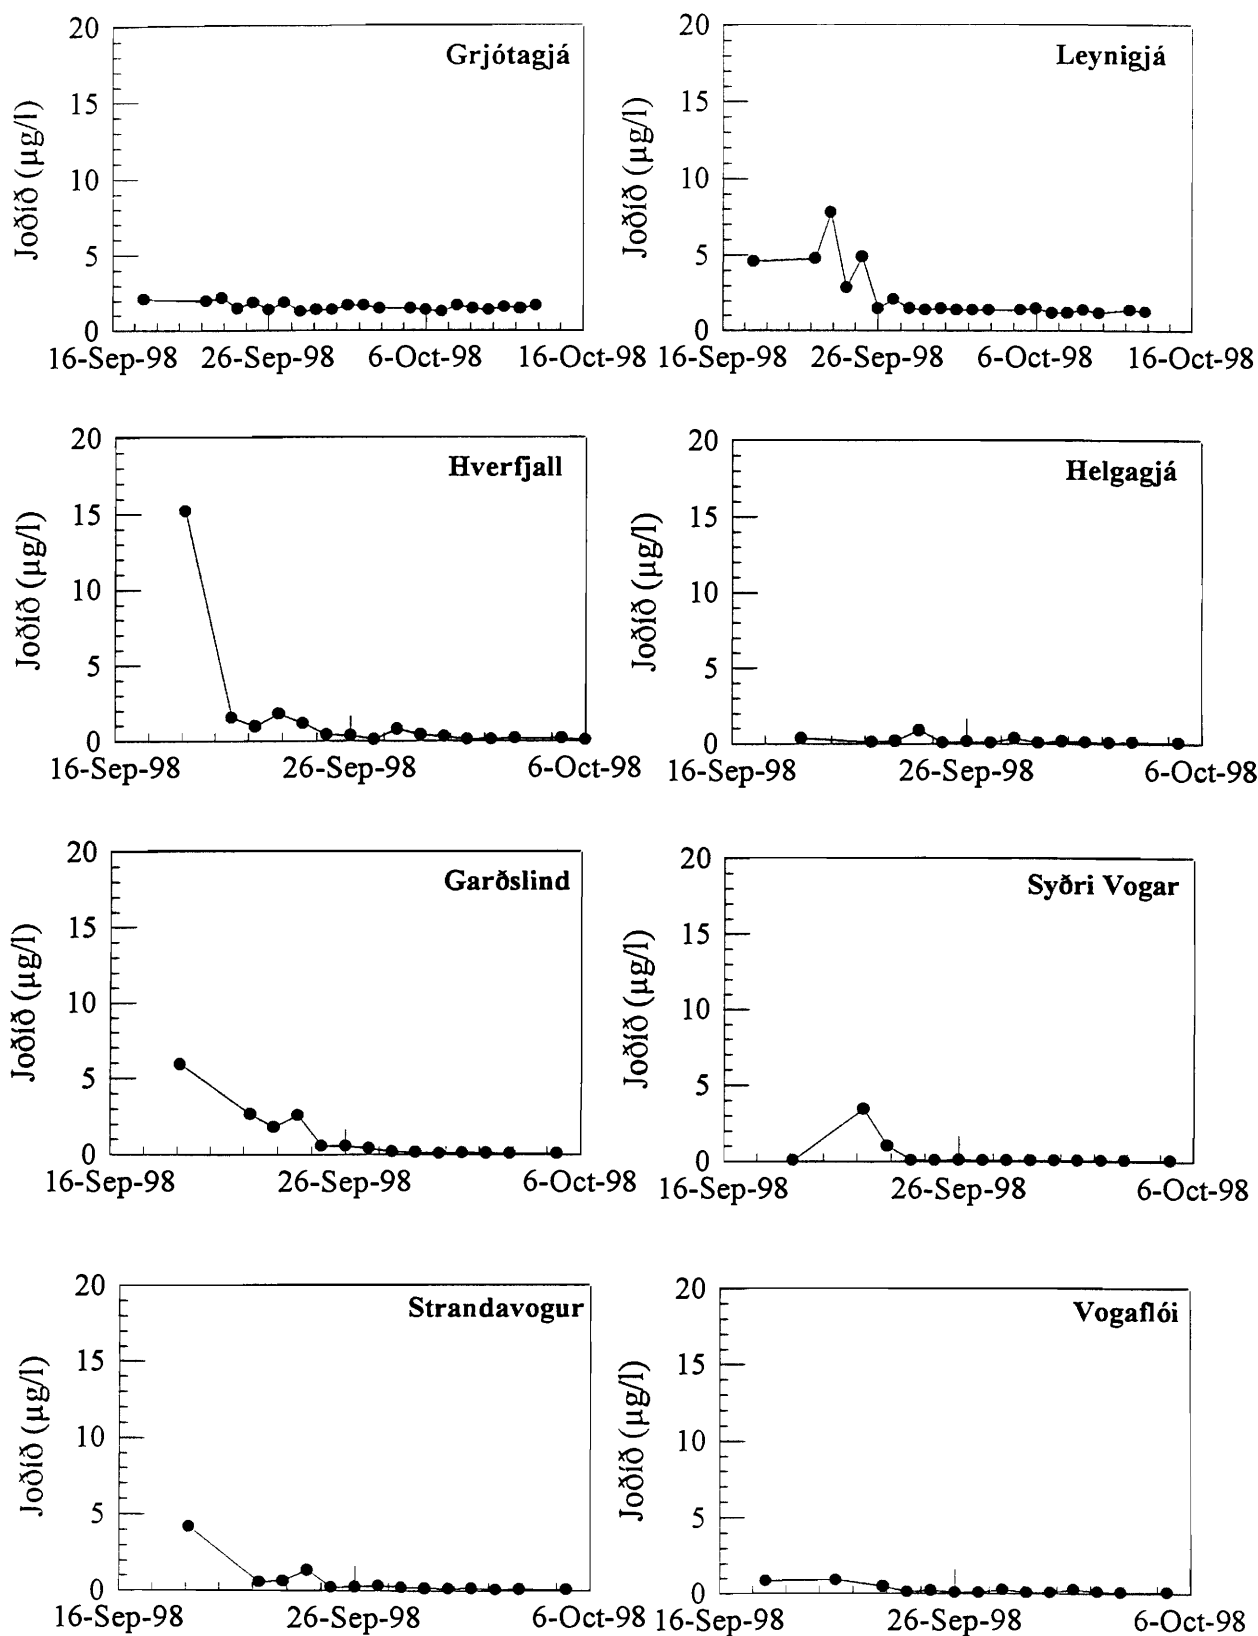 Grjótagjá
Joðíð (µg/l)
20
15
10
5
0
16-Sep-98 26-Sep-98 6-Oct-98 16-Oct-98
Leynigjá
Joðíð (µg/l)
20
15
10
5
0
16-Sep-98 26-Sep-98 6-Oct-98 16-Oct-98
Hverfjall
Joðíð (µg/l)
20
15
10
5
0
16-Sep-98 26-Sep-98 6-Oct-98
Helgagjá
Joðíð (µg/l)
20
15
10
5
0
16-Sep-98 26-Sep-98 6-Oct-98
Garðslind
Joðíð (µg/l)
20
15
10
5
0
16-Sep-98 26-Sep-98 6-Oct-98
Syðri Vogar
Joðíð (µg/l)
20
15
10
5
0
16-Sep-98 26-Sep-98 6-Oct-98
Strandavogur
Joðíð (µg/l)
20
15
10
5
0
16-Sep-98 26-Sep-98 6-Oct-98
Vogaflói
Joðíð (µg/l)
20
15
10
5
0
16-Sep-98 26-Sep-98 6-Oct-98